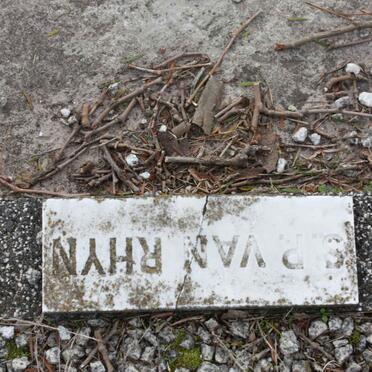 S.P. VAN RHYN